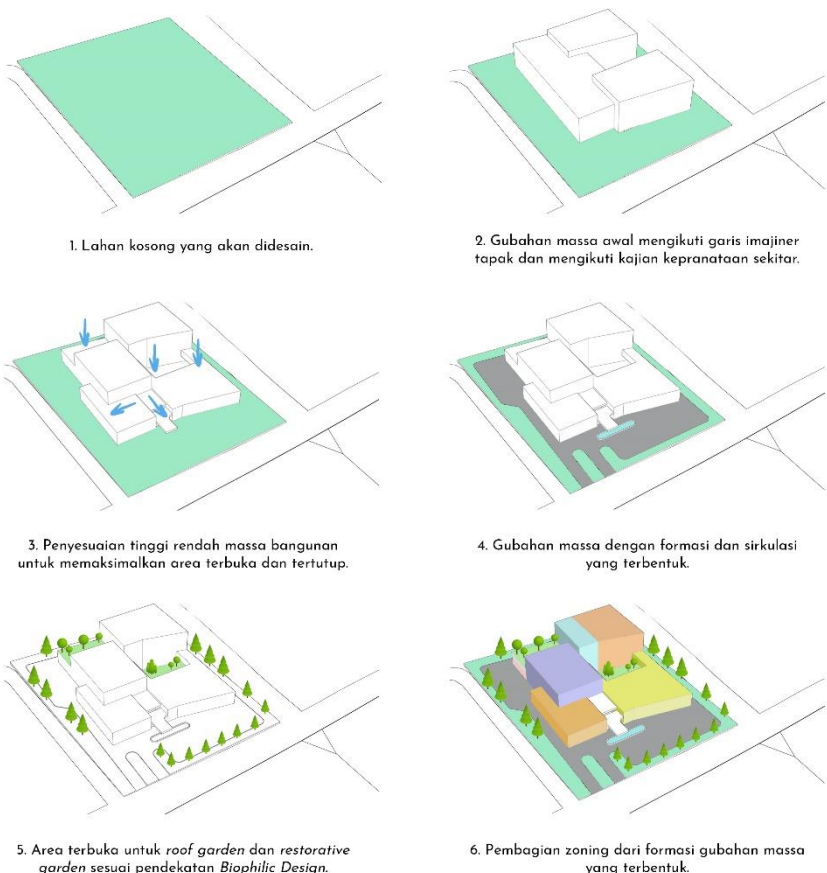 1. Lahan kosong yang akan didesain.
2. Gubahan massa awal mengikuti garis imajiner
tapak dan mengikuti kajian kepranataan sekitar.
3. Penyesuaian tinggi rendah massa bangunan
untuk memaksimalkan area terbuka dan tertutup.
4. Gubahan massa dengan formasi dan sirkulasi
yang terbentuk.
5. Area terbuka untuk roof garden dan restorative
garden sesuai pendekatan Biophilic Design.
6. Pembagian zoning dari formasi gubahan massa
yang terbentuk.